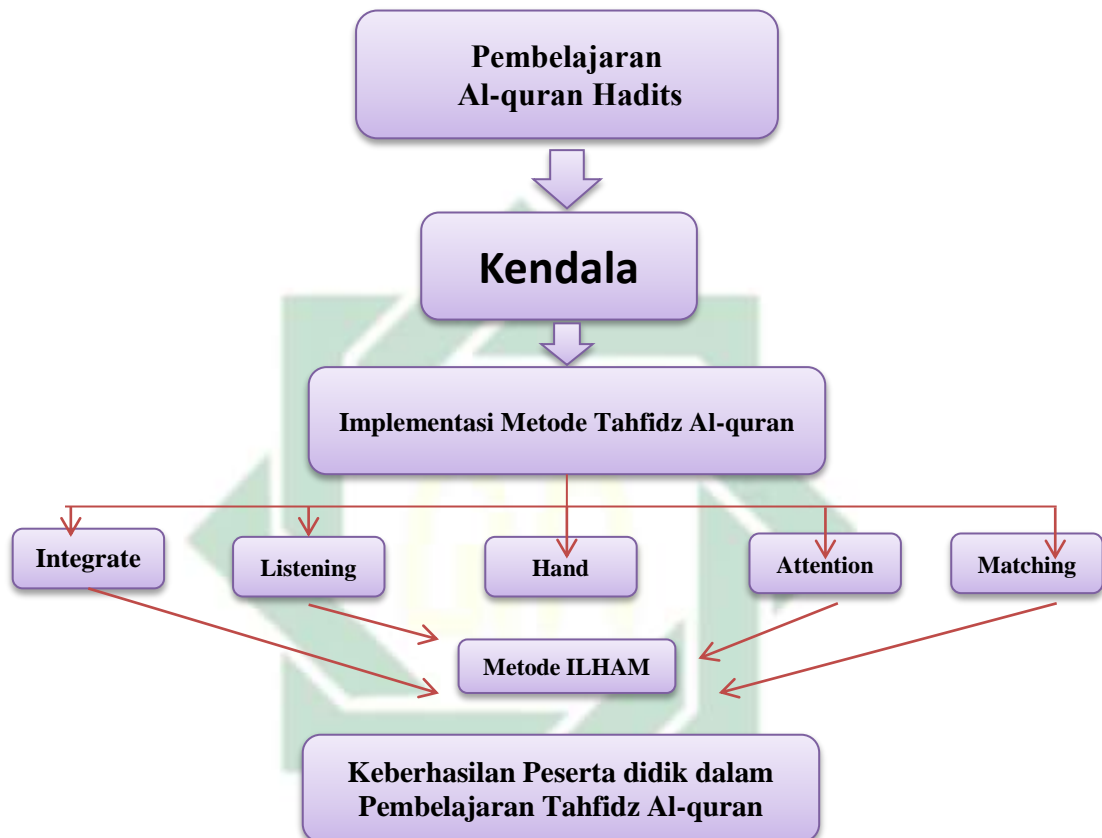 Pembelajaran
Al-quran Hadits
Kendala
Implementasi Metode Tahfidz Al-quran
Integrate
Listening
Hand
Attention
Matching
Metode ILHAM
Keberhasilan Peserta didik dalam
Pembelajaran Tahfidz Al-quran